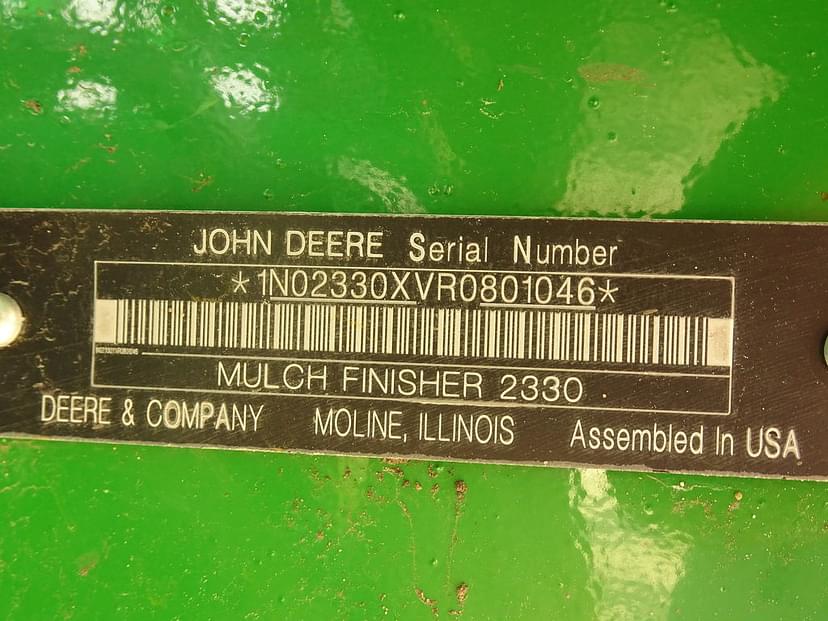 JOHN DEERE Serial Number
*1N02330XVR0801046*
MULCH FINISHER 2330
DEERE & COMPANY MOLINE, ILLINOIS Assembled In USA